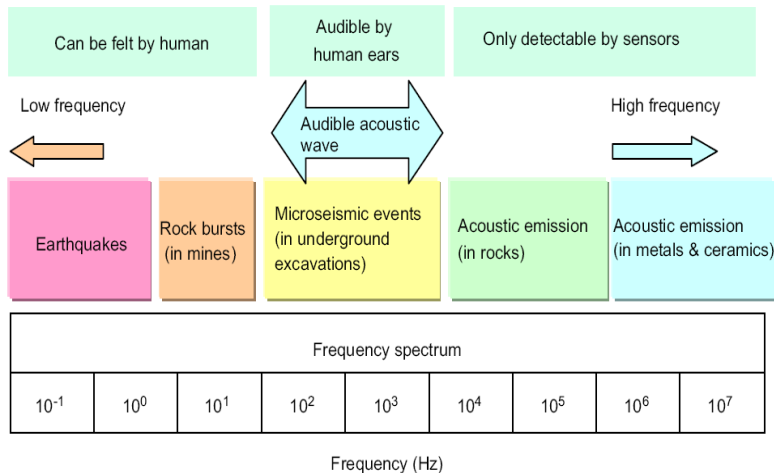 Can be felt by human
Audible by
human ears
Only detectable by sensors
Low frequency
Audible acoustic
wave
High frequency
Earthquakes
Rock bursts
(in mines)
Microseismic events
(in underground
excavations)
Acoustic emission
(in rocks)
Acoustic emission
(in metals & ceramics)
Frequency spectrum
10⁻¹ 10⁰ 10¹ 10² 10³ 10⁴ 10⁵ 10⁶ 10⁷
Frequency (Hz)